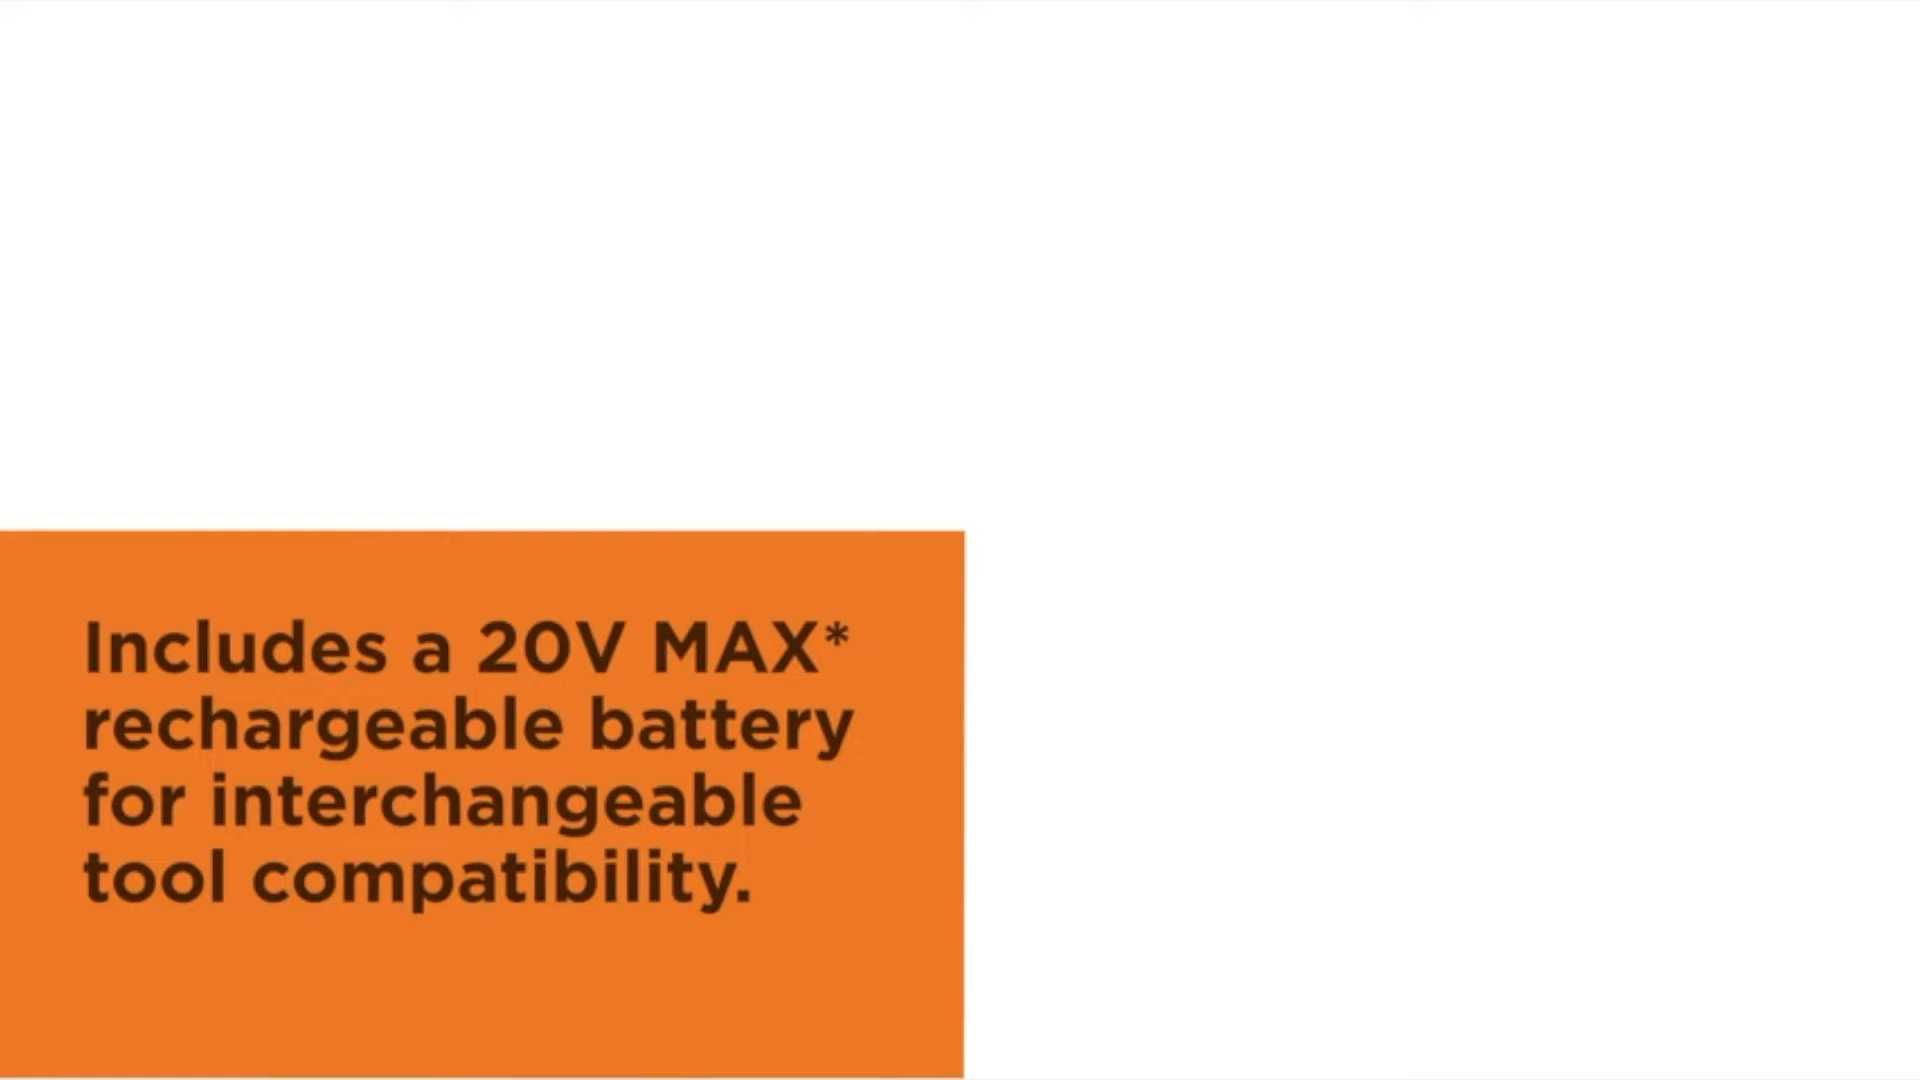 Includes a 20V MAX*
rechargeable battery
for interchangeable
tool compatibility.